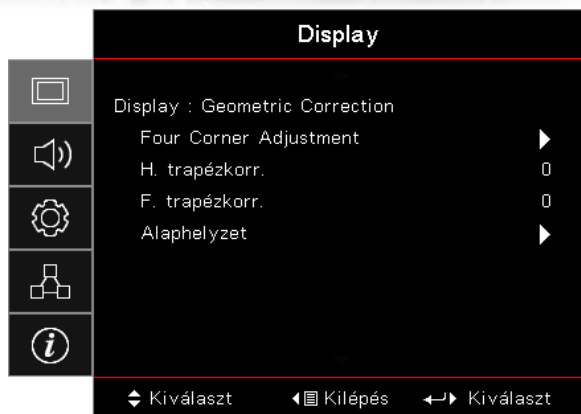 Display
Display : Geometric Correction
Four Corner Adjustment
H. trapézkorr. 0
F. trapézkorr. 0
Alaphelyzet
Kiválaszt Kilépés Kiválaszt